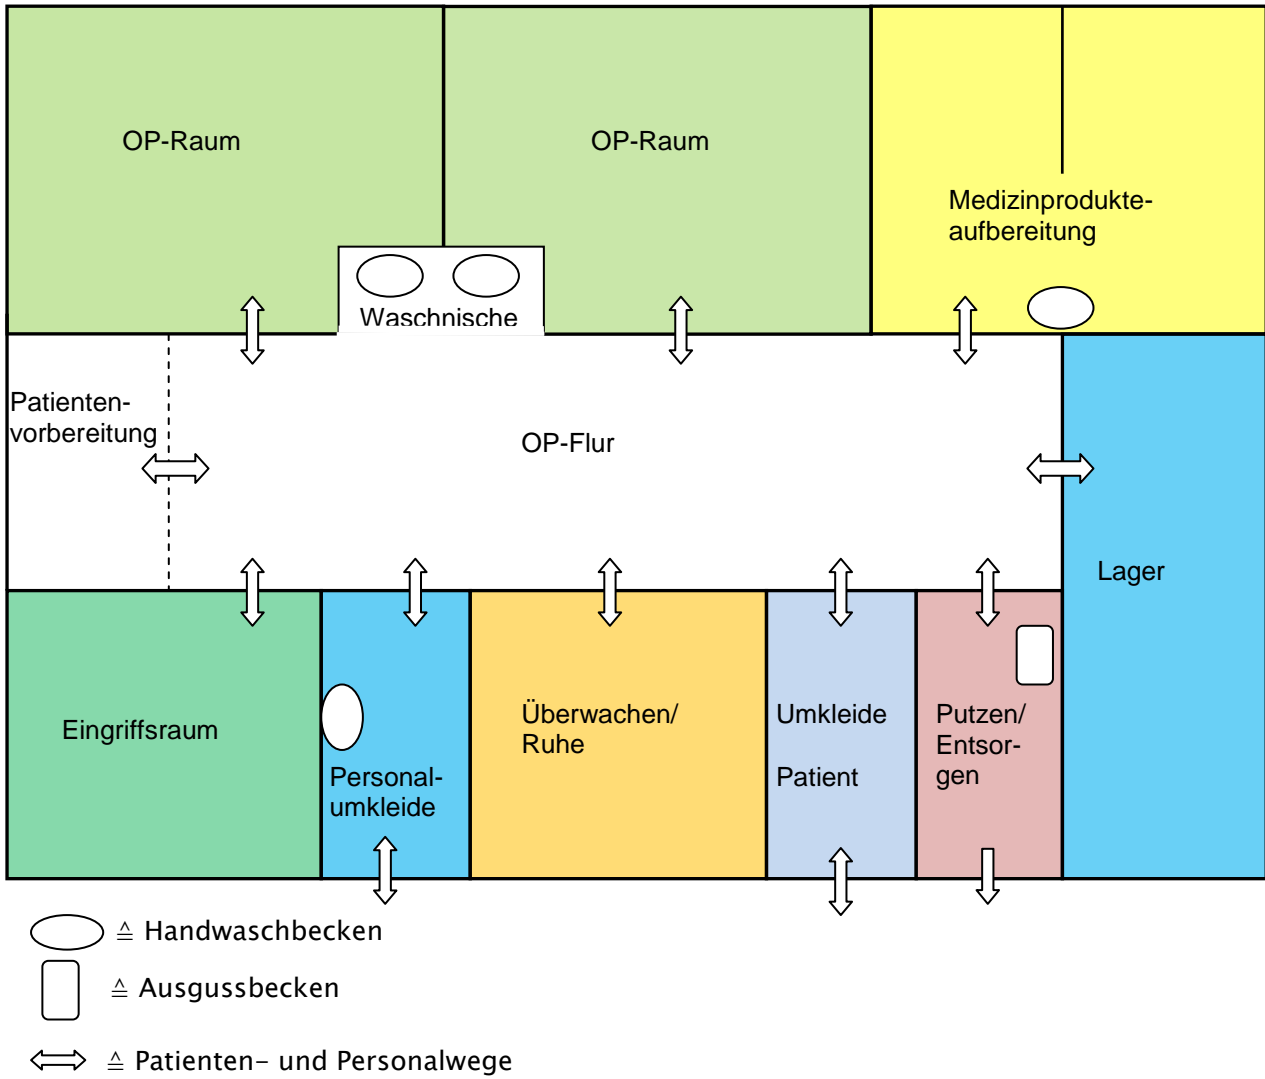 OP-Raum
OP-Raum
Medizinprodukte-
aufbereitung
Waschnische
Patienten-
vorbereitung
OP-Flur
Lager
Eingriffsraum
Personal-
umkleide
Überwachen/
Ruhe
Umkleide
Patient
Putzen/
Entsor-
gen
≙ Handwaschbecken
≙ Ausgussbecken
≙ Patienten- und Personalwege